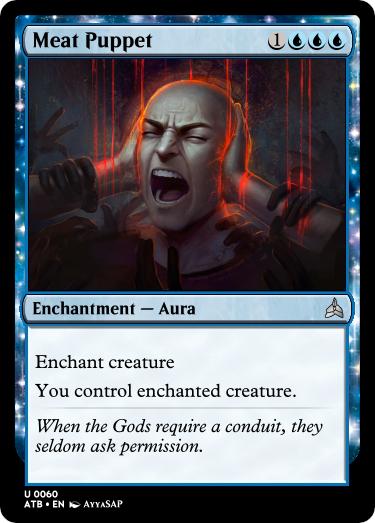 Meat Puppet 1
Enchantment — Aura
Enchant creature
You control enchanted creature.
When the Gods require a conduit, they
seldom ask permission.
U 0060
ATB • EN AyyaSAP